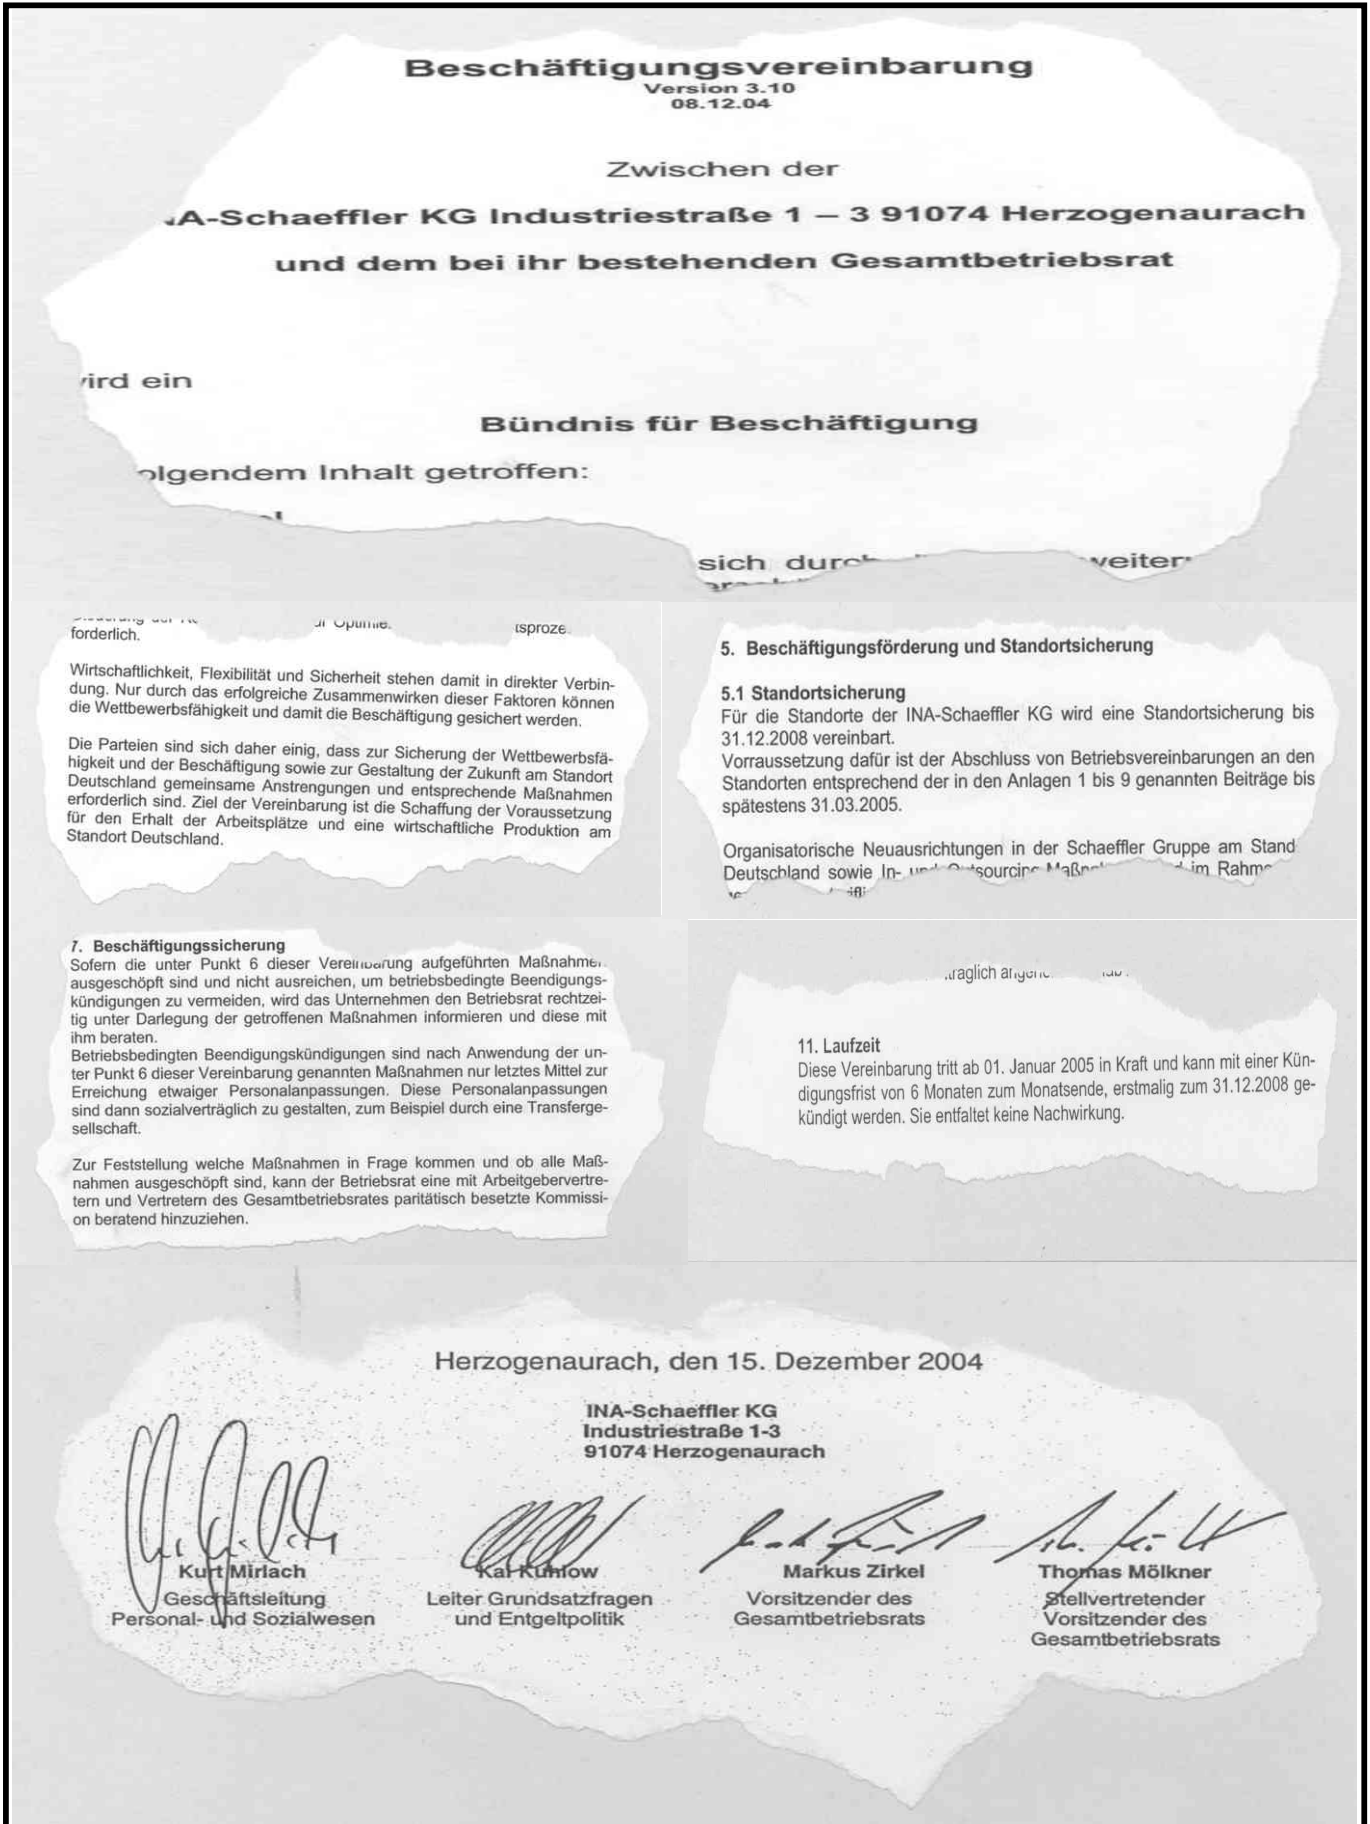 Beschäftigungsvereinbarung
Version 3.10
08.12.04
Zwischen der
A-Schaeffler KG Industriestraße 1 – 3 91074 Herzogenaurach
und dem bei ihr bestehenden Gesamtbetriebsrat
ird ein
Bündnis für Beschäftigung
olgendem Inhalt getroffen:
sich
forderlich.
Wirtschaftlichkeit, Flexibilität und Sicherheit stehen damit in direkter Verbin-
dung. Nur durch das erfolgreiche Zusammenwirken dieser Faktoren können
die Wettbewerbsfähigkeit und damit die Beschäftigung gesichert werden.
Die Parteien sind sich daher einig, dass zur Sicherung der Wettbewerbsfä-
higkeit und der Beschäftigung sowie zur Gestaltung der Zukunft am Standort
Deutschland gemeinsame Anstrengungen und entsprechende Maßnahmen
erforderlich sind. Ziel der Vereinbarung ist die Schaffung der Voraussetzung
für den Erhalt der Arbeitsplätze und eine wirtschaftliche Produktion am
Standort Deutschland.
5. Beschäftigungsförderung und Standortsicherung
5.1 Standortsicherung
Für die Standorte der INA-Schaeffler KG wird eine Standortsicherung bis
31.12.2008 vereinbart.
Vorraussetzung dafür ist der Abschluss von Betriebsvereinbarungen an den
Standorten entsprechend der in den Anlagen 1 bis 9 genannten Beiträge bis
spätestens 31.03.2005.
Organisatorische Neuausrichtungen in der Schaeffler Gruppe am Stand
Deutschland sowie In- im Rahm
7. Beschäftigungssicherung
Sofern die unter Punkt 6 dieser Vereinbarung aufgeführten Maßnahme
ausgeschöpft sind und nicht ausreichen, um betriebsbedingte Beendigungs-
kündigungen zu vermeiden, wird das Unternehmen den Betriebsrat rechtzei-
tig unter Darlegung der getroffenen Maßnahmen informieren und diese mit
ihm beraten.
Betriebsbedingten Beendigungskündigungen sind nach Anwendung der un-
ter Punkt 6 dieser Vereinbarung genannten Maßnahmen nur letztes Mittel zur
Erreichung etwaiger Personalanpassungen. Diese Personalanpassungen
sind dann sozialverträglich zu gestalten, zum Beispiel durch eine Transferge-
sellschaft.
Zur Feststellung welche Maßnahmen in Frage kommen und ob alle Maß-
nahmen ausgeschöpft sind, kann der Betriebsrat eine mit Arbeitgebervertre-
tern und Vertretern des Gesamtbetriebsrates paritätisch besetzte Kommissi-
on beratend hinzuziehen.
11. Laufzeit
Diese Vereinbarung tritt ab 01. Januar 2005 in Kraft und kann mit einer Kün-
digungsfrist von 6 Monaten zum Monatsende, erstmalig zum 31.12.2008 ge-
kündigt werden. Sie entfaltet keine Nachwirkung.
Herzogenaurach, den 15. Dezember 2004
INA-Schaeffler KG
Industriestraße 1-3
91074 Herzogenaurach
Kurt Mirlach
Geschäftsleitung
Personal- und Sozialwesen
Kai Kühlow
Leiter Grundsatzfragen
und Entgeltpolitik
Markus Zirkel
Vorsitzender des
Gesamtbetriebsrats
Thomas Mölkner
Stellvertretender
Vorsitzender des
Gesamtbetriebsrats